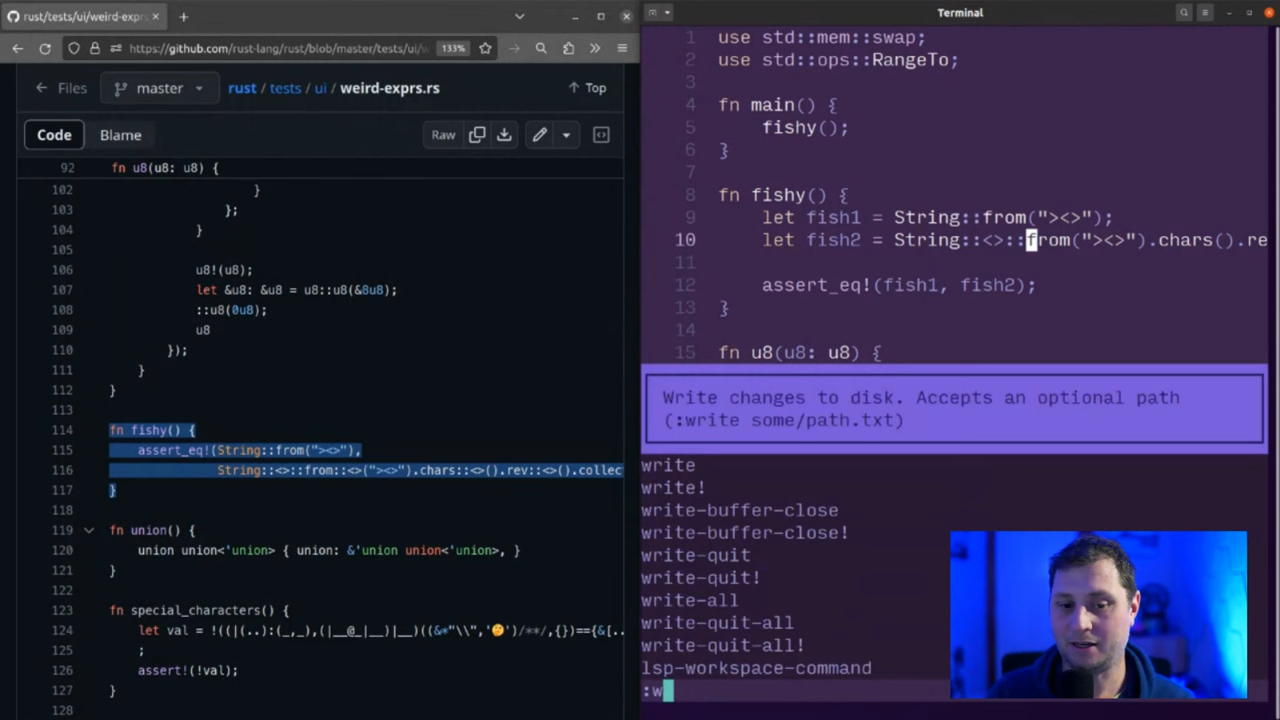 rust/tests/ui/weird-exprs
https://github.com/rust-lang/rust/blob/master/tests/ui/w
133%
Files
master
rust / tests / ui / weird-exprs.rs
Top
Code
Blame
Raw
92 fn u8(u8: u8) {
102 }
103 };
104 }
105
106 u8!(u8);
107 let &u8: &u8 = u8::u8(&8u8);
108 ::u8(0u8);
109 u8
110 });
111 }
112 }
113
114 fn fishy() {
115 assert_eq!(String::from("><>"),
116 String::<>::from::<>("><>").chars::<>().rev::<>().collec
117 }
118
119 fn union() {
120 union union<'union> { union: &'union union<'union>, }
121 }
122
123 fn special_characters() {
124 let val = !((|(..):(_,_),(|__@_|__)|__)((&*"\\",'🤔')/**/,{})=={&[..
125 ;
126 assert!(!val);
127 }
128
Terminal
1 use std::mem::swap;
2 use std::ops::RangeTo;
3
4 fn main() {
5 fishy();
6 }
7
8 fn fishy() {
9 let fish1 = String::from("><>");
10 let fish2 = String::<>::from("><>").chars().re
11
12 assert_eq!(fish1, fish2);
13 }
14
15 fn u8(u8: u8) {
Write changes to disk. Accepts an optional path
(:write some/path.txt)
write
write!
write-buffer-close
write-buffer-close!
write-quit
write-quit!
write-all
write-quit-all
write-quit-all!
lsp-workspace-command
:w